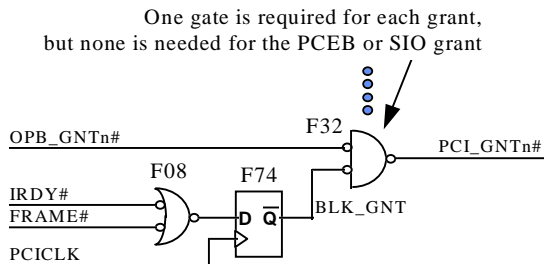 One gate is required for each grant,
but none is needed for the PCEB or SIO grant
F32
OPB_GNTn#
PCI_GNTn#
F08
F74
IRDY#
FRAME#
D Q
BLK_GNT
PCICLK